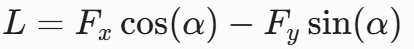 L = F_x cos(α) − F_y sin(α)